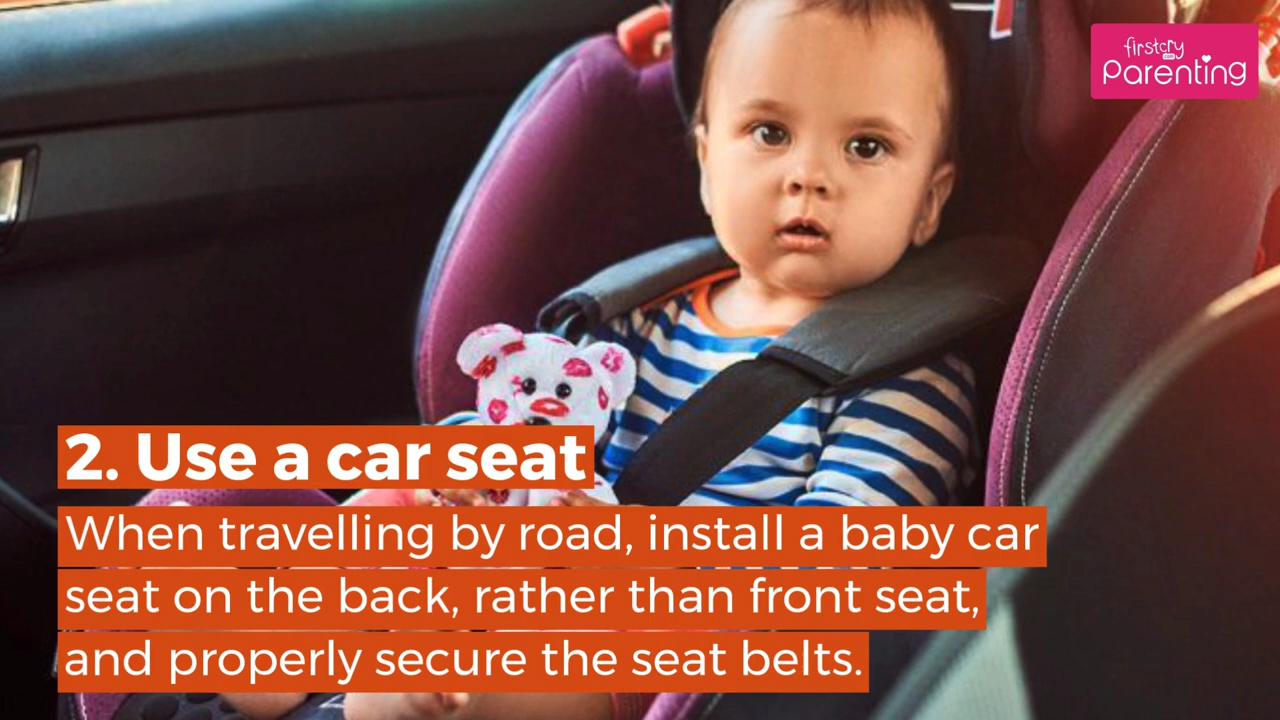 firstcry
.com
Parenting
2. Use a car seat
When travelling by road, install a baby car
seat on the back, rather than front seat,
and properly secure the seat belts.